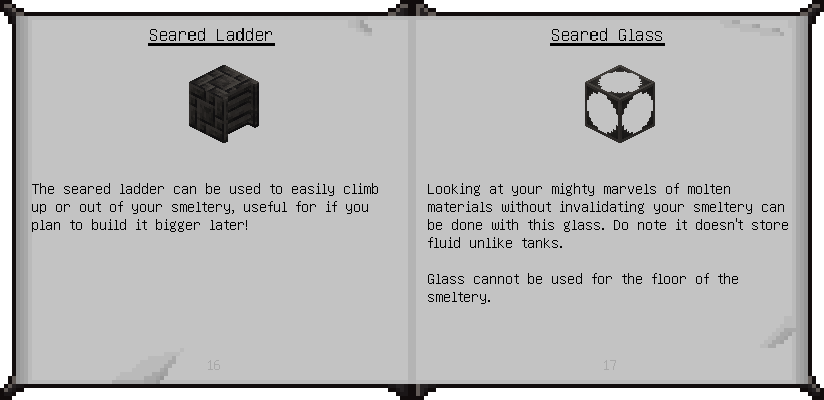 Seared Ladder
The seared ladder can be used to easily climb
up or out of your smeltery, useful for if you
plan to build it bigger later!
16
Seared Glass
Looking at your mighty marvels of molten
materials without invalidating your smeltery can
be done with this glass. Do note it doesn't store
fluid unlike tanks.
Glass cannot be used for the floor of the
smeltery.
17